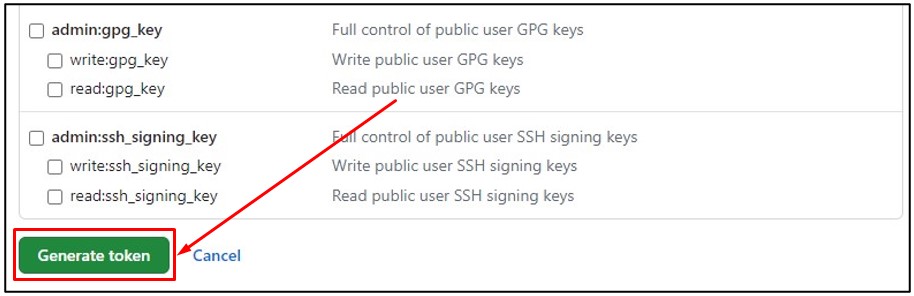 admin:gpg_key Full control of public user GPG keys
write:gpg_key Write public user GPG keys
read:gpg_key Read public user GPG keys
admin:ssh_signing_key Full control of public user SSH signing keys
write:ssh_signing_key Write public user SSH signing keys
read:ssh_signing_key Read public user SSH signing keys
Generate token Cancel